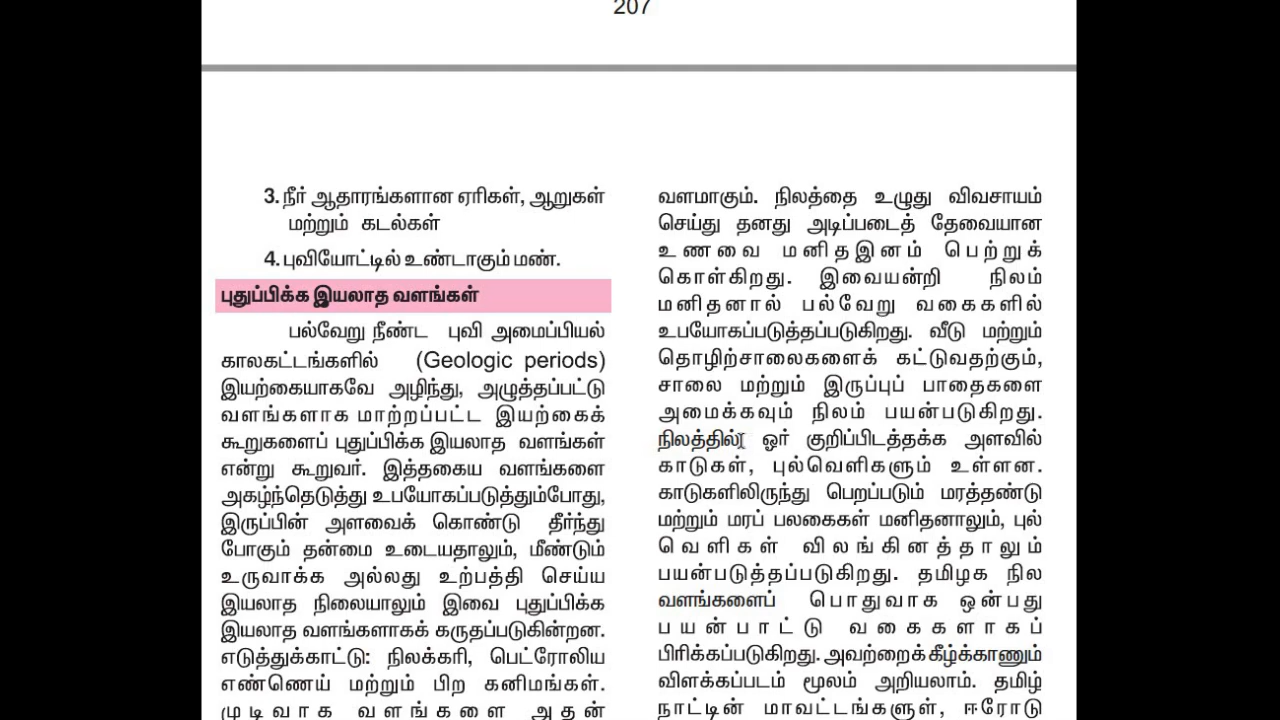 207
3. நீர் ஆதாரங்களான ஏரிகள், ஆறுகள்
மற்றும் கடல்கள்
4. புவியோட்டில் உண்டாகும் மண்.
புதுப்பிக்க இயலாத வளங்கள்
பல்வேறு நீண்ட புவி அமைப்பியல்
காலகட்டங்களில் (Geologic periods)
இயற்கையாகவே அழிந்து, அழுத்தப்பட்டு
வளங்களாக மாற்றப்பட்ட இயற்கைக்
கூறுகளைப் புதுப்பிக்க இயலாத வளங்கள்
என்று கூறுவர். இத்தகைய வளங்களை
அகழ்ந்தெடுத்து உபயோகப்படுத்தும்போது,
இருப்பின் அளவைக் கொண்டு தீர்ந்து
போகும் தன்மை உடையதாலும், மீண்டும்
உருவாக்க அல்லது உற்பத்தி செய்ய
இயலாத நிலையாலும் இவை புதுப்பிக்க
இயலாத வளங்களாகக் கருதப்படுகின்றன.
எடுத்துக்காட்டு: நிலக்கரி, பெட்ரோலிய
எண்ணெய் மற்றும் பிற கனிமங்கள்.
முடிவாக வளங்களை அதன்
வளமாகும். நிலத்தை உழுது விவசாயம்
செய்து தனது அடிப்படைத் தேவையான
உணவை மனிதஇனம் பெற்றுக்
கொள்கிறது. இவையன்றி நிலம்
மனிதனால் பல்வேறு வகைகளில்
உபயோகப்படுத்தப்படுகிறது. வீடு மற்றும்
தொழிற்சாலைகளைக் கட்டுவதற்கும்,
சாலை மற்றும் இருப்புப் பாதைகளை
அமைக்கவும் நிலம் பயன்படுகிறது.
நிலத்தில் ஓர் குறிப்பிடத்தக்க அளவில்
காடுகள், புல்வெளிகளும் உள்ளன.
காடுகளிலிருந்து பெறப்படும் மரத்தண்டு
மற்றும் மரப் பலகைகள் மனிதனாலும், புல்
வெளிகள் விலங்கினத்தாலும்
பயன்படுத்தப்படுகிறது. தமிழக நில
வளங்களைப் பொதுவாக ஒன்பது
பயன்பாட்டு வகைகளாகப்
பிரிக்கப்படுகிறது. அவற்றைக் கீழ்க்காணும்
விளக்கப்படம் மூலம் அறியலாம். தமிழ்
நாட்டின் மாவட்டங்களுள், ஈரோடு